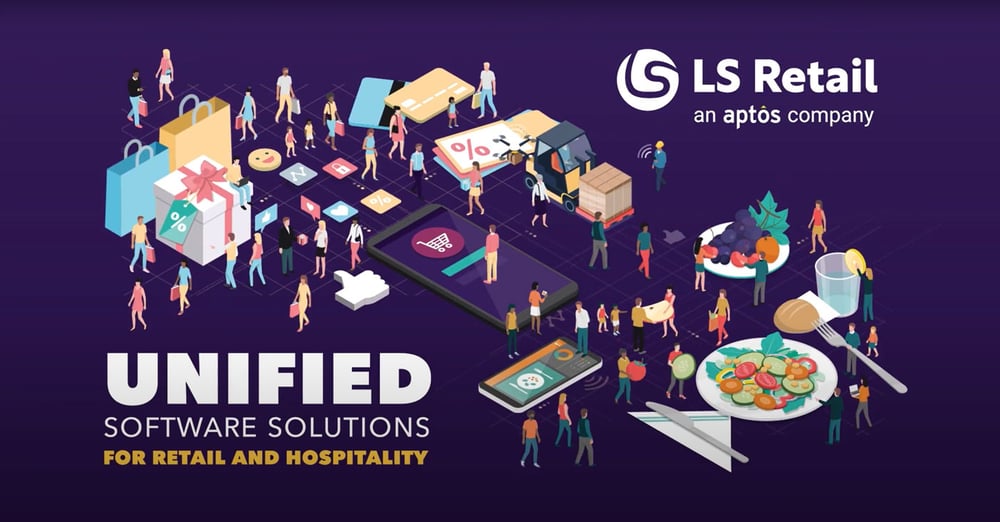 LS Retail
an aptos company
%
%
%
UNIFIED
SOFTWARE SOLUTIONS
FOR RETAIL AND HOSPITALITY